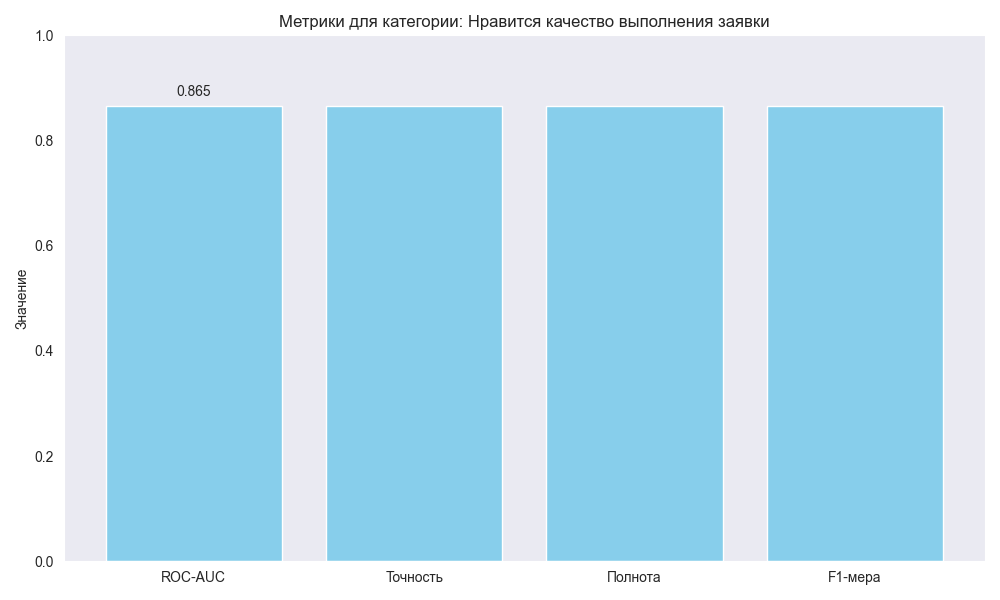 Метрики для категории: Нравится качество выполнения заявки
1.0
0.8
0.6
0.4
0.2
0.0
Значение
0.865
ROC-AUC
Точность
Полнота
F1-мера